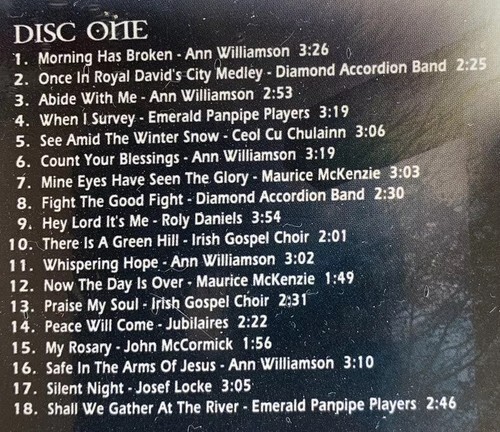 DISC ONE
1. Morning Has Broken - Ann Williamson 3:26
2. Once In Royal David's City Medley - Diamond Accordion Band 2:25
3. Abide With Me - Ann Williamson 2:53
4. When I Survey - Emerald Panpipe Players 3:19
5. See Amid The Winter Snow - Ceol Cu Chulainn 3:06
6. Count Your Blessings - Ann Williamson 3:19
7. Mine Eyes Have Seen The Glory - Maurice McKenzie 3:03
8. Fight The Good Fight - Diamond Accordion Band 2:30
9. Hey Lord It's Me - Roly Daniels 3:54
10. There Is A Green Hill - Irish Gospel Choir 2:01
11. Whispering Hope - Ann Williamson 3:02
12. Now The Day Is Over - Maurice McKenzie 1:49
13. Praise My Soul - Irish Gospel Choir 2:31
14. Peace Will Come - Jubilaires 2:22
15. My Rosary - John McCormick 1:56
16. Safe In The Arms Of Jesus - Ann Williamson 3:10
17. Silent Night - Josef Locke 3:05
18. Shall We Gather At The River - Emerald Panpipe Players 2:46